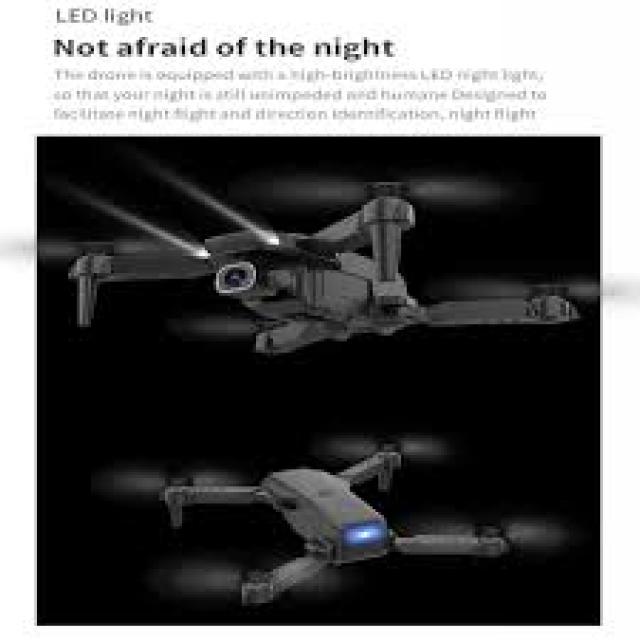 LED light
Not afraid of the night
The drone is equipped with a high-brightness LED night light,
so that your night is still unimpeded and humane Designed to
facilitate night flight and direction identification, night flight